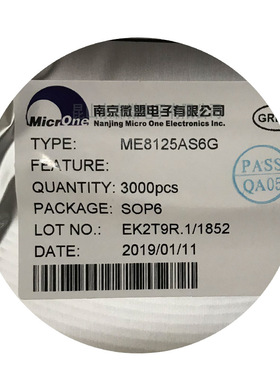 MicrOne
南京微盟电子有限公司
Nanjing Micro One Electronics Inc.
TYPE: ME8125AS6G
FEATURE:
QUANTITY: 3000pcs
PACKAGE: SOP6
LOT NO.: EK2T9R.1/1852
DATE: 2019/01/11
PASS
QA05